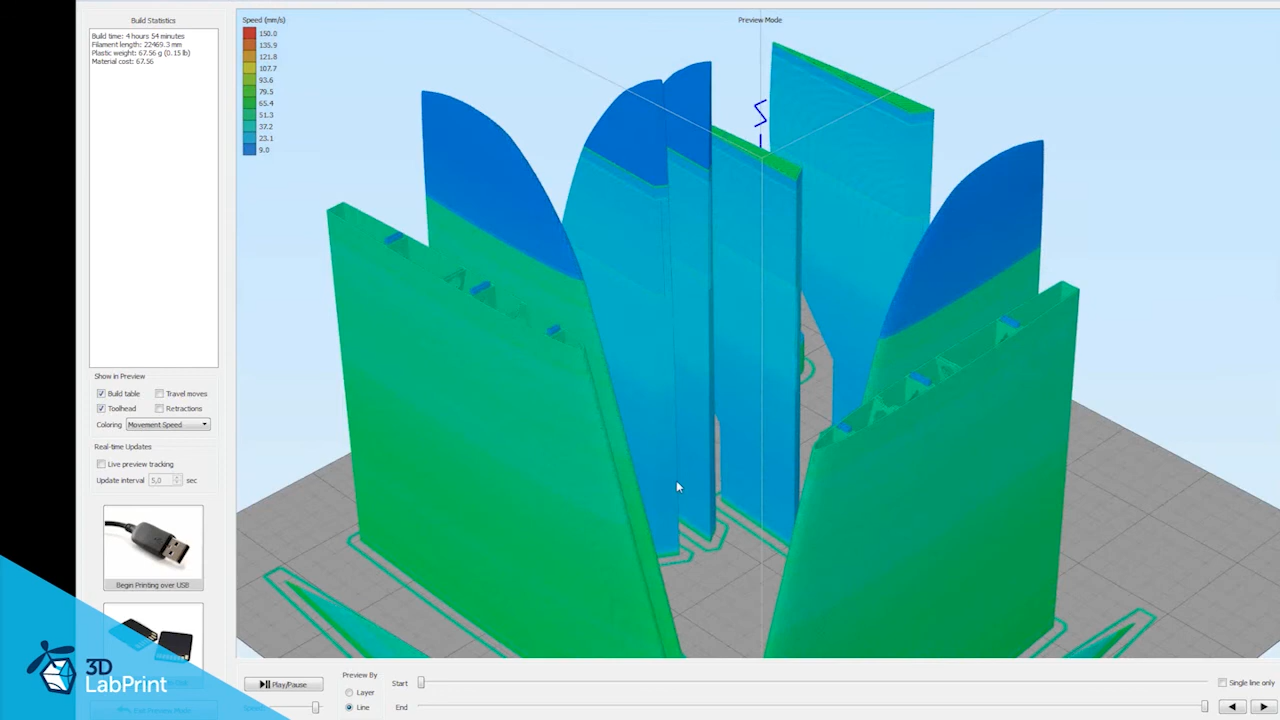 Build Statistics
Build time: 4 hours 54 minutes
Filament length: 22469.3 mm
Plastic weight: 67.56 g (0.15 lb)
Material cost: 67.56
Speed (mm/s)
150.0
135.9
121.8
107.7
93.6
79.5
65.4
51.3
37.2
23.1
9.0
Preview Mode
Show in Preview
Build table
Travel moves
Toolhead
Retractions
Coloring
Movement Speed
Real-time Updates
Live preview tracking
Update interval 5,0 sec
Begin Printing over USB
Exit Preview Mode
3D
LabPrint
Play/Pause
Speed:
Preview By
Layer
Line
Start
End
Single line only